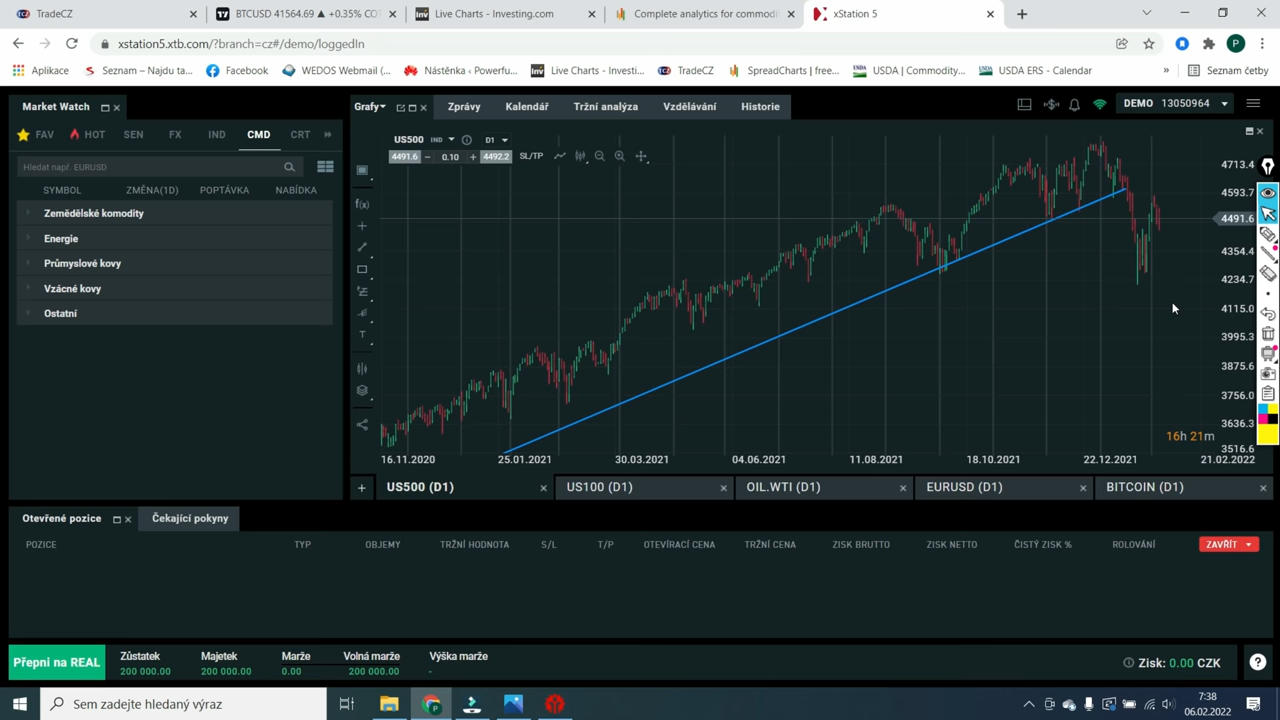 TradeCZ
BTCUSD 41564.69 ▲ +0.35% CO
Live Charts - Investing.com
Complete analytics for commodi
xStation 5
xstation5.xtb.com/?branch=cz#/demo/loggedIn
Aplikace
Seznam – Najdu ta...
Facebook
WEDOS Webmail (...
Nástěnka ‹ Powerfu...
Live Charts - Investi...
TradeCZ
SpreadCharts | free...
USDA | Commodity...
USDA ERS - Calendar
»
Seznam četby
Market Watch
Grafy
Zprávy
Kalendář
Tržní analýza
Vzdělávání
Historie
DEMO 13050964
FAV
HOT
SEN
FX
IND
CMD
CRT
»
Hledat např. EURUSD
SYMBOL
ZMĚNA(1D)
POPTÁVKA
NABÍDKA
Zemědělské komodity
Energie
Průmyslové kovy
Vzácné kovy
Ostatní
US500 IND
D1
4491.6 − 0.10 + 4492.2 SL/TP
f(x)
T
4713.4
4593.7
4491.6
4354.4
4234.7
4115.0
3995.3
3875.6
3756.0
3636.3
3516.6
16h 21m
16.11.2020
25.01.2021
30.03.2021
04.06.2021
11.08.2021
18.10.2021
22.12.2021
21.02.2022
US500 (D1)
US100 (D1)
OIL.WTI (D1)
EURUSD (D1)
BITCOIN (D1)
Otevřené pozice
Čekající pokyny
POZICE
TYP
OBJEMY
TRŽNÍ HODNOTA
S/L
T/P
OTEVÍRACÍ CENA
TRŽNÍ CENA
ZISK BRUTTO
ZISK NETTO
ČISTÝ ZISK %
ROLOVÁNÍ
ZAVŘÍT
Přepni na REAL
Zůstatek
200 000.00
Majetek
200 000.00
Marže
0.00
Volná marže
200 000.00
Výška marže
-
Zisk: 0.00 CZK
?
Sem zadejte hledaný výraz
7:38
06.02.2022